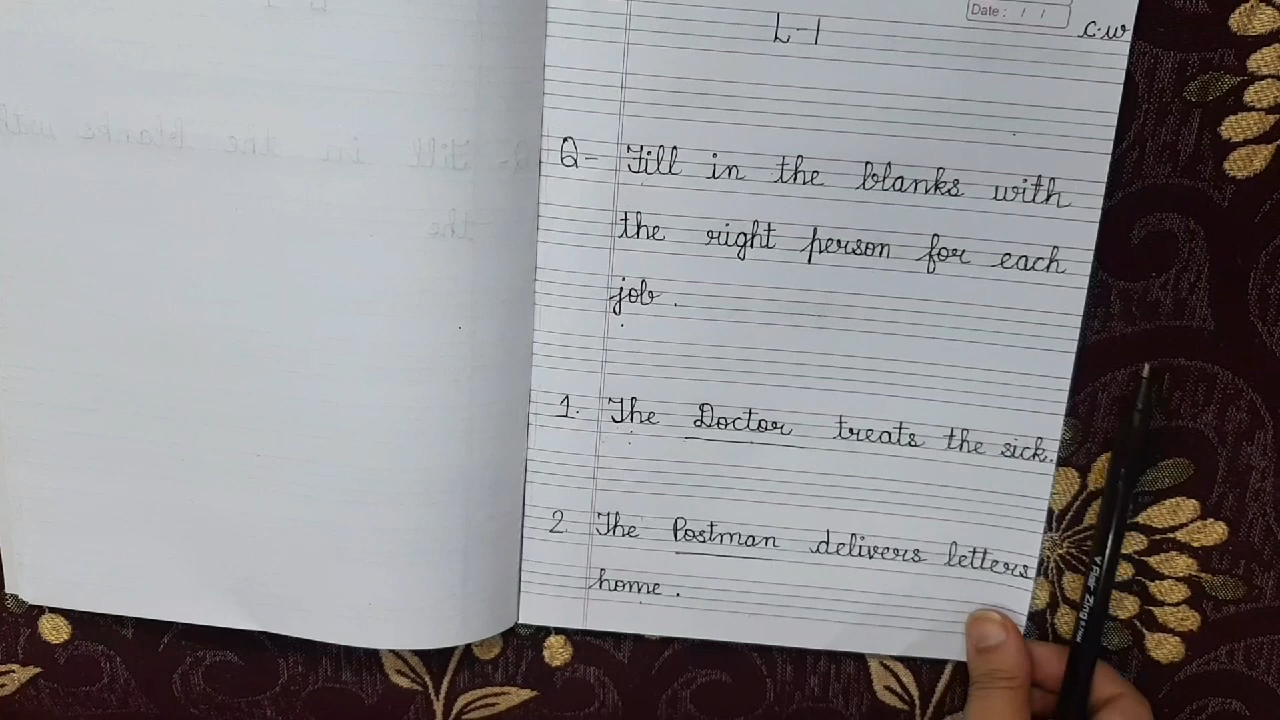 Date : / /
C.W
L-1
Q- Fill in the blanks with
the right person for each
job.
1. The Doctor treats the sick.
2 The Postman delivers letters
home.